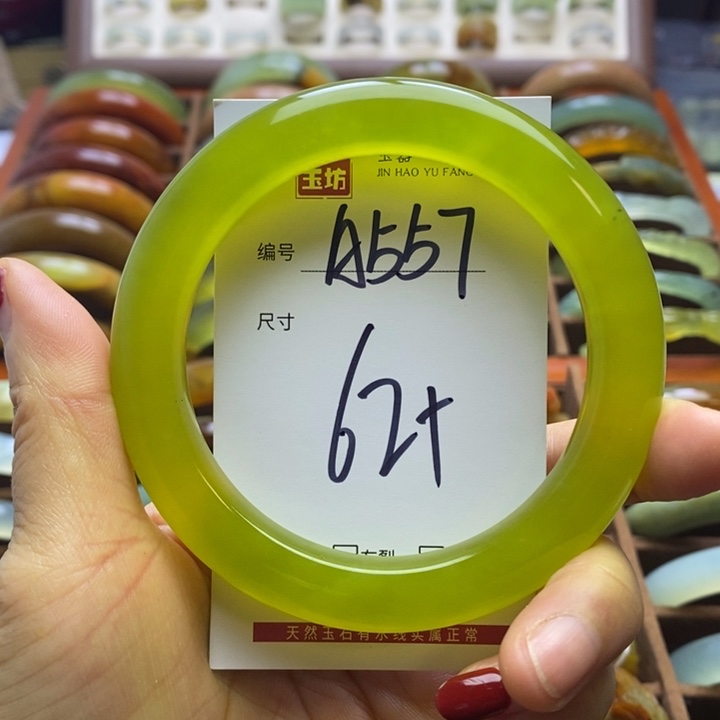 玉坊
JIN HAO YU FANG
编号 A557
尺寸
62+
天然玉石有水线实属正常